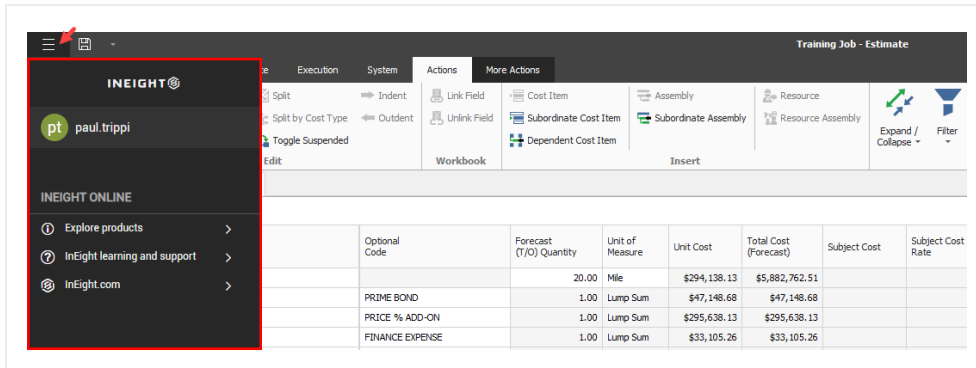 Training Job - Estimate
INEIGHT
Execution System Actions More Actions
pt paul.trippi
Split Indent Link Field Cost Item Assembly Resource
Split by Cost Type Outdent Unlink Field Subordinate Cost Item Subordinate Assembly Resource Assembly
Toggle Suspended Dependent Cost Item
Expand / Collapse Filter
Edit Workbook Insert
INEIGHT ONLINE
Explore products
InEight learning and support
InEight.com
Optional Code Forecast (T/O) Quantity Unit of Measure Unit Cost Total Cost (Forecast) Subject Cost Subject Cost Rate
20.00 Mile $294,138.13 $5,882,762.51
PRIME BOND 1.00 Lump Sum $47,148.68 $47,148.68
PRICE % ADD-ON 1.00 Lump Sum $295,638.13 $295,638.13
FINANCE EXPENSE 1.00 Lump Sum $33,105.26 $33,105.26